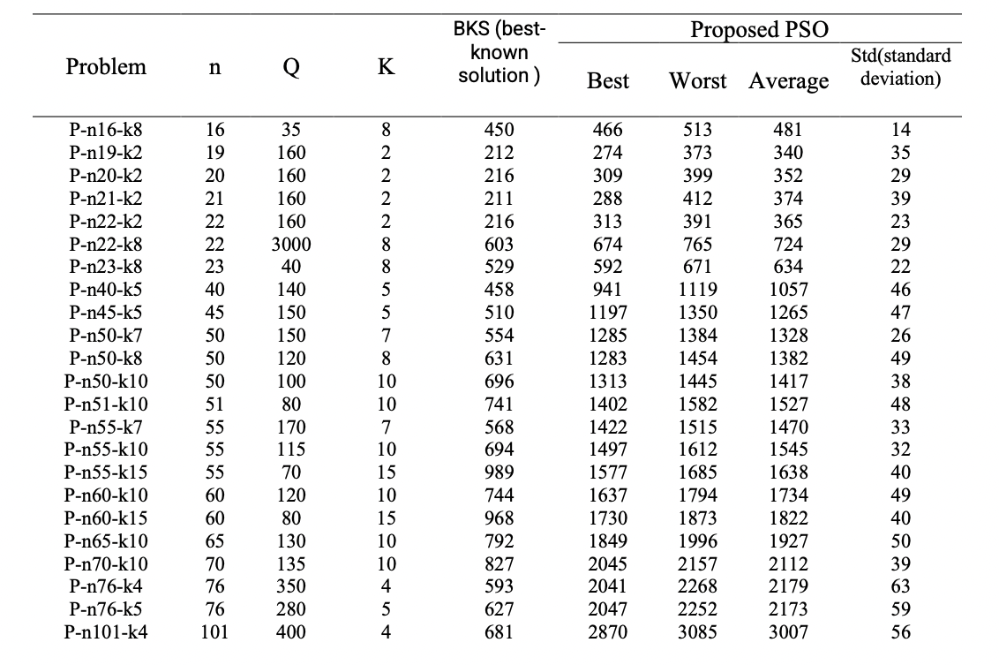 Problem n Q K BKS (best-known solution ) Proposed PSO
Best Worst Average Std(standard deviation)
P-n16-k8 16 35 8 450 466 513 481 14
P-n19-k2 19 160 2 212 274 373 340 35
P-n20-k2 20 160 2 216 309 399 352 29
P-n21-k2 21 160 2 211 288 412 374 39
P-n22-k2 22 160 2 216 313 391 365 23
P-n22-k8 22 3000 8 603 674 765 724 29
P-n23-k8 23 40 8 529 592 671 634 22
P-n40-k5 40 140 5 458 941 1119 1057 46
P-n45-k5 45 150 5 510 1197 1350 1265 47
P-n50-k7 50 150 7 554 1285 1384 1328 26
P-n50-k8 50 120 8 631 1283 1454 1382 49
P-n50-k10 50 100 10 696 1313 1445 1417 38
P-n51-k10 51 80 10 741 1402 1582 1527 48
P-n55-k7 55 170 7 568 1422 1515 1470 33
P-n55-k10 55 115 10 694 1497 1612 1545 32
P-n55-k15 55 70 15 989 1577 1685 1638 40
P-n60-k10 60 120 10 744 1637 1794 1734 49
P-n60-k15 60 80 15 968 1730 1873 1822 40
P-n65-k10 65 130 10 792 1849 1996 1927 50
P-n70-k10 70 135 10 827 2045 2157 2112 39
P-n76-k4 76 350 4 593 2041 2268 2179 63
P-n76-k5 76 280 5 627 2047 2252 2173 59
P-n101-k4 101 400 4 681 2870 3085 3007 56